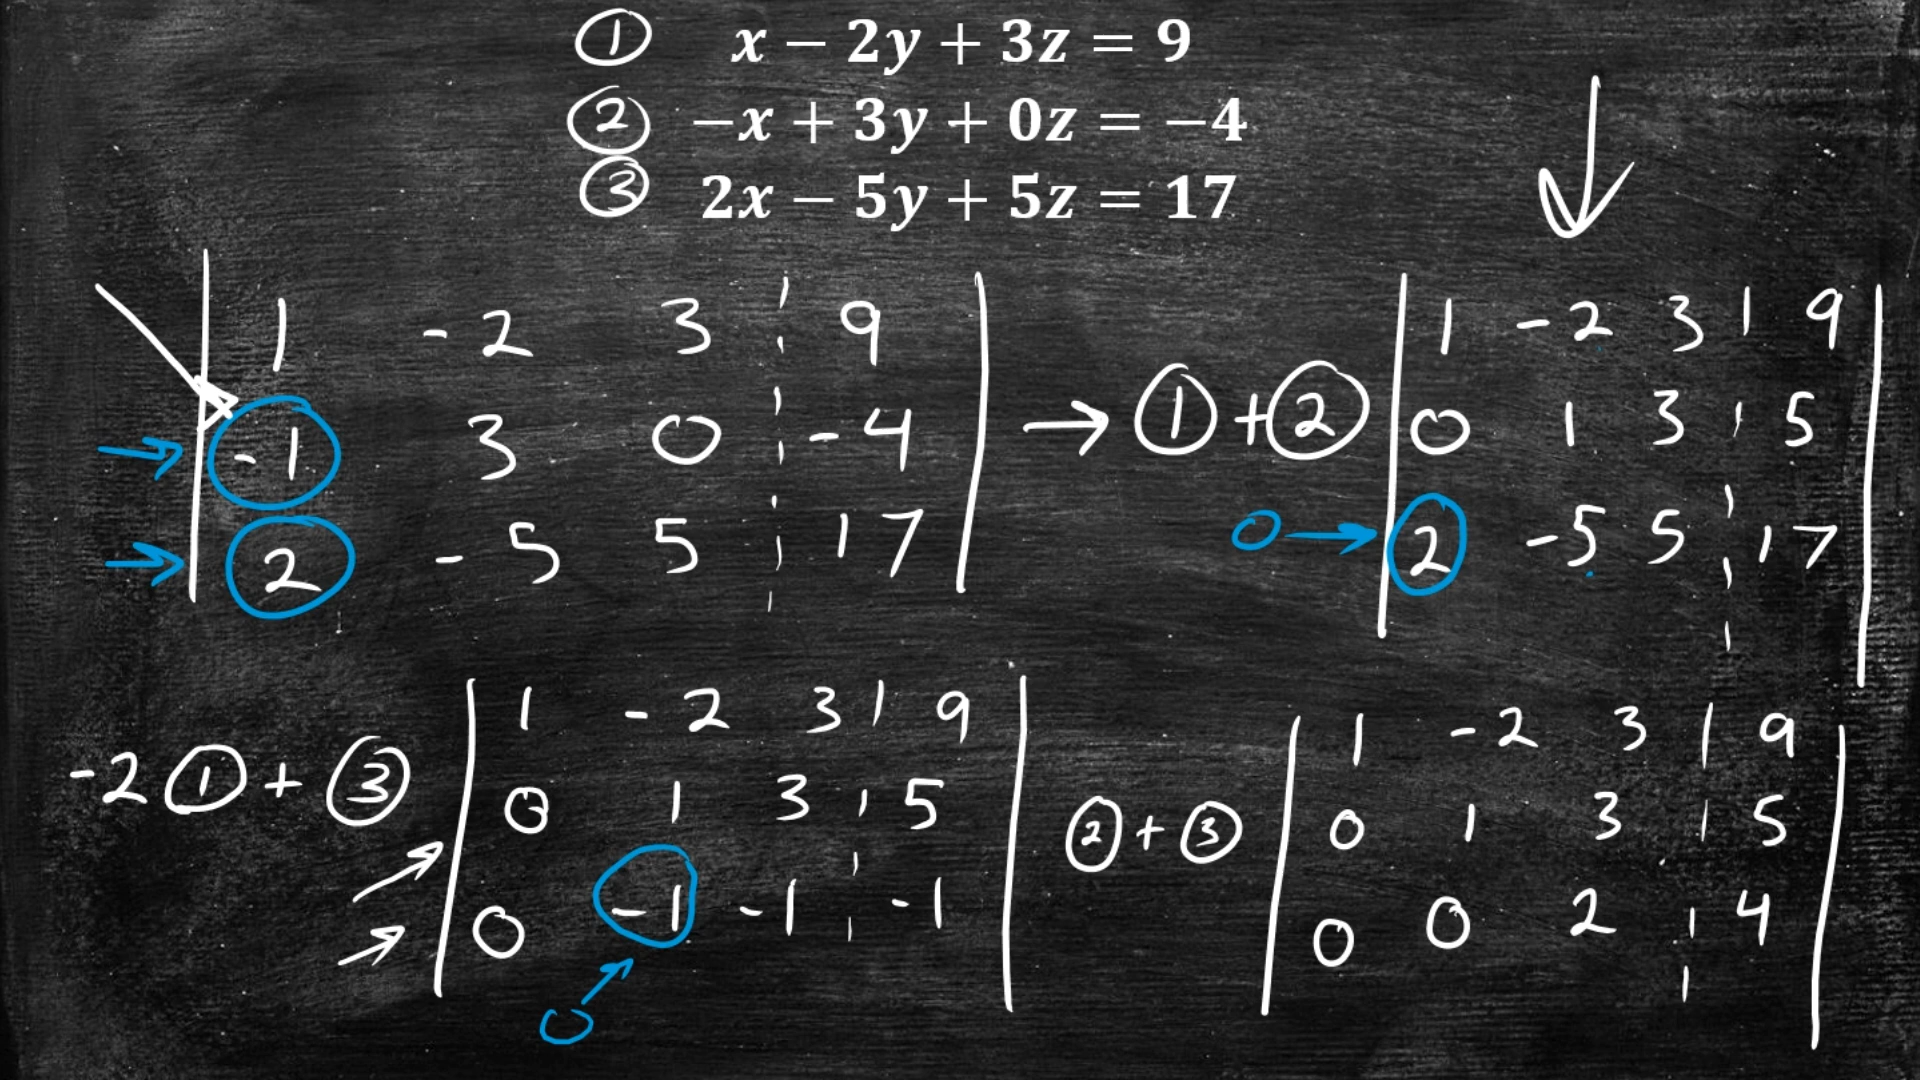 ① x − 2y + 3z = 9
② −x + 3y + 0z = −4
③ 2x − 5y + 5z = 17
| 1 -2 3 ¦ 9 |
| -1 3 0 ¦ -4 |
| 2 -5 5 ¦ 17 |
→ ① + ②
| 1 -2 3 ¦ 9 |
| 0 1 3 ¦ 5 |
0 → | 2 -5 5 ¦ 17 |
-2 ① + ③
| 1 -2 3 ¦ 9 |
| 0 1 3 ¦ 5 |
| 0 -1 -1 ¦ -1 |
0
② + ③
| 1 -2 3 ¦ 9 |
| 0 1 3 ¦ 5 |
| 0 0 2 ¦ 4 |